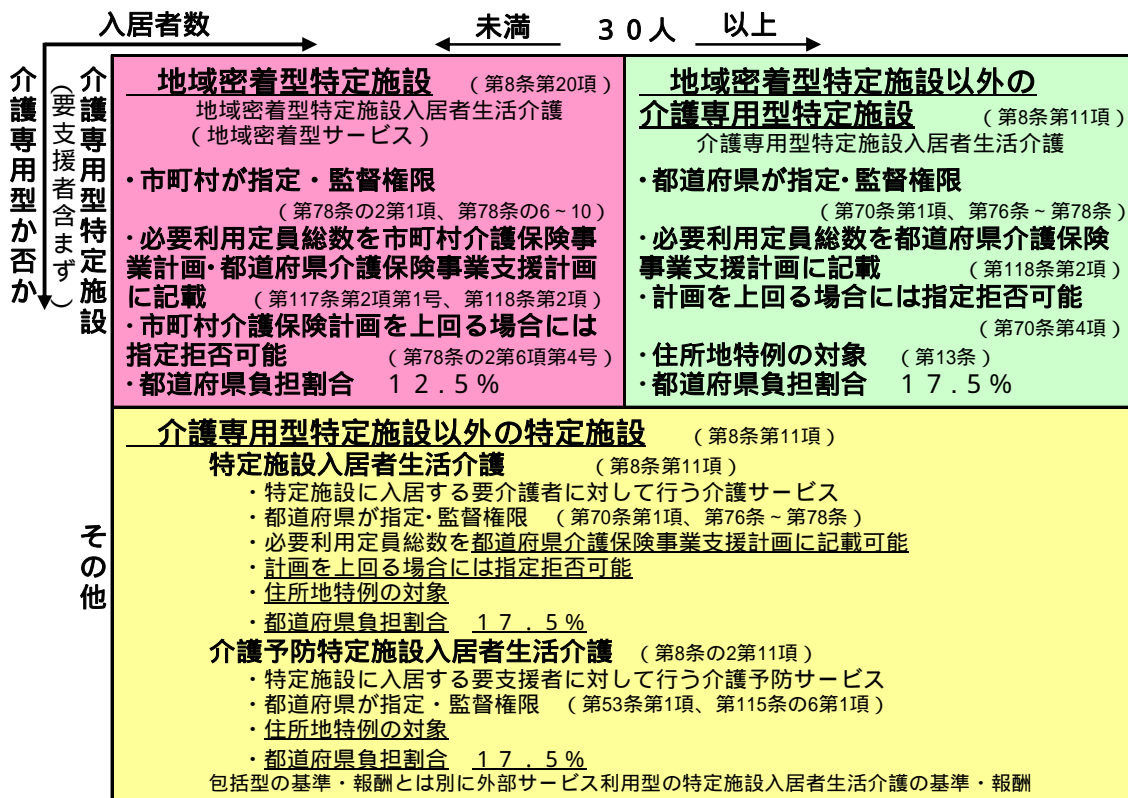 入居者数
未満 30人 以上
介護専用型か否か
介護専用型特定施設
(要支援者含まず)
地域密着型特定施設 (第8条第20項)
地域密着型特定施設入居者生活介護
(地域密着型サービス)
・市町村が指定・監督権限
(第78条の2第1項、第78条の6~10)
・必要利用定員総数を市町村介護保険事
業計画・都道府県介護保険事業支援計画
に記載 (第117条第2項第1号、第118条第2項)
・市町村介護保険計画を上回る場合には
指定拒否可能 (第78条の2第6項第4号)
・都道府県負担割合 12.5%
地域密着型特定施設以外の
介護専用型特定施設 (第8条第11項)
介護専用型特定施設入居者生活介護
・都道府県が指定・監督権限
(第70条第1項、第76条~第78条)
・必要利用定員総数を都道府県介護保険
事業支援計画に記載 (第118条第2項)
・計画を上回る場合には指定拒否可能
(第70条第4項)
・住所地特例の対象 (第13条)
・都道府県負担割合 17.5%
その他
介護専用型特定施設以外の特定施設 (第8条第11項)
特定施設入居者生活介護 (第8条第11項)
・特定施設に入居する要介護者に対して行う介護サービス
・都道府県が指定・監督権限 (第70条第1項、第76条~第78条)
・必要利用定員総数を都道府県介護保険事業支援計画に記載可能
・計画を上回る場合には指定拒否可能
・住所地特例の対象
・都道府県負担割合 17.5%
介護予防特定施設入居者生活介護 (第8条の2第11項)
・特定施設に入居する要支援者に対して行う介護予防サービス
・都道府県が指定・監督権限 (第53条第1項、第115条の6第1項)
・住所地特例の対象
・都道府県負担割合 17.5%
包括型の基準・報酬とは別に外部サービス利用型の特定施設入居者生活介護の基準・報酬